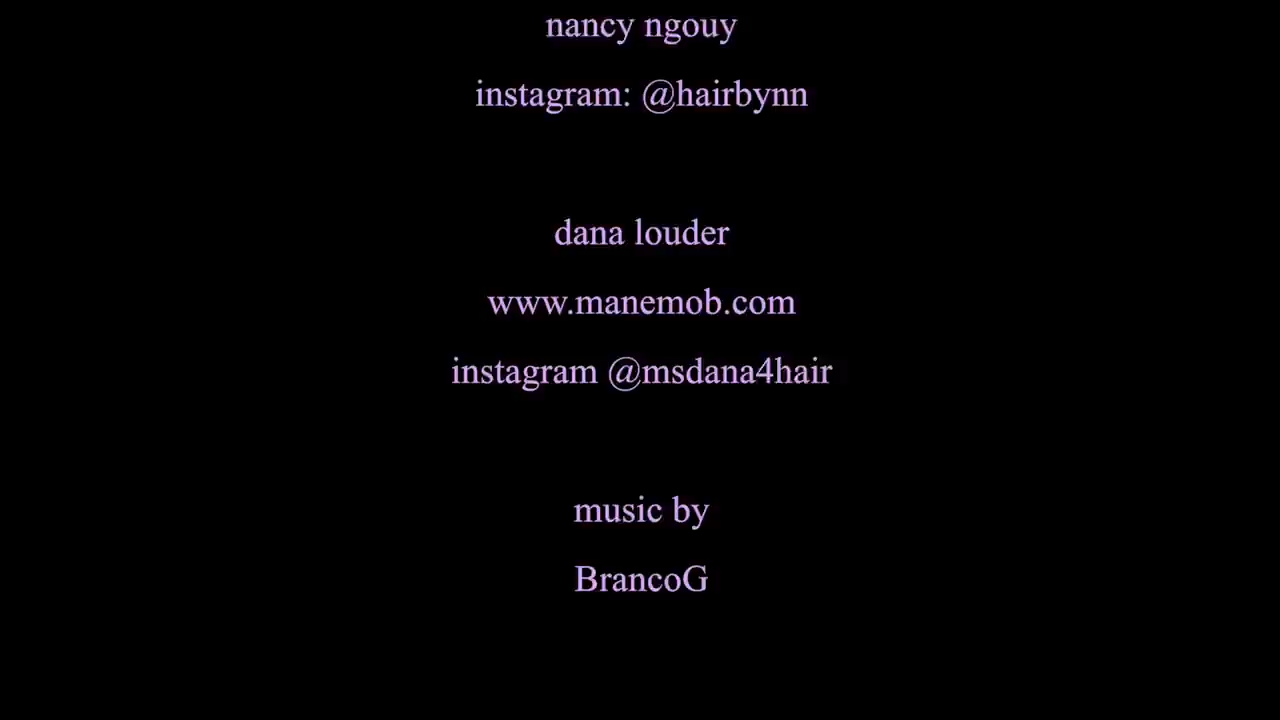 nancy ngouy
instagram: @hairbynn
dana louder
www.manemob.com
instagram @msdana4hair
music by
BrancoG